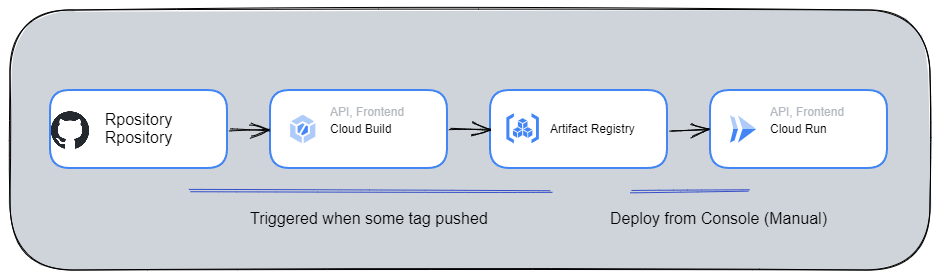 Rpository
Rpository
API, Frontend
Cloud Build
Artifact Registry
API, Frontend
Cloud Run
Triggered when some tag pushed
Deploy from Console (Manual)